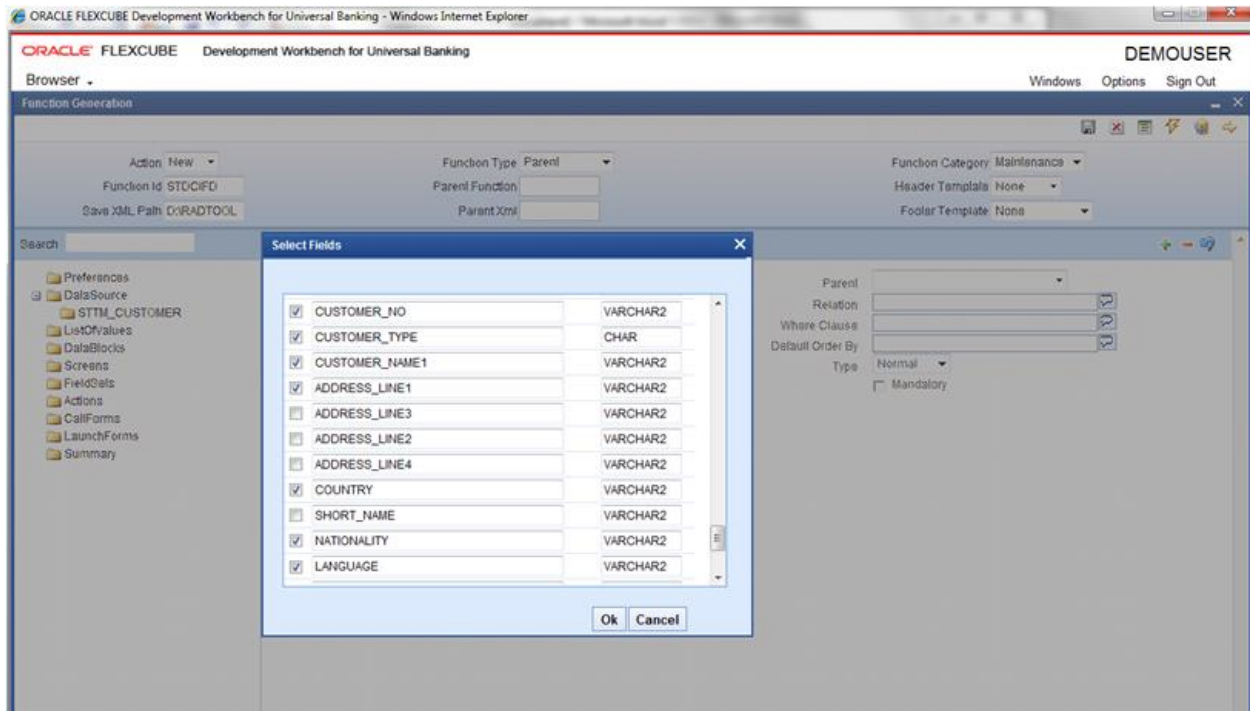 ORACLE FLEXCUBE Development Workbench for Universal Banking - Windows Internet Explorer
ORACLE FLEXCUBE Development Workbench for Universal Banking
DEMOUSER
Browser
Windows Options Sign Out
Function Generation
Action New
Function Type Parent
Function Category Maintenance
Function Id STDCIFD
Parent Function
Header Template None
Save XML Path D:\RADTOOL
Parent Xml
Footer Template None
Search
Select Fields
Preferences
DataSource
STTM_CUSTOMER
ListOfValues
DataBlocks
Screens
FieldSets
Actions
CallForms
LaunchForms
Summary
CUSTOMER_NO VARCHAR2
CUSTOMER_TYPE CHAR
CUSTOMER_NAME1 VARCHAR2
ADDRESS_LINE1 VARCHAR2
ADDRESS_LINE3 VARCHAR2
ADDRESS_LINE2 VARCHAR2
ADDRESS_LINE4 VARCHAR2
COUNTRY VARCHAR2
SHORT_NAME VARCHAR2
NATIONALITY VARCHAR2
LANGUAGE VARCHAR2
Ok Cancel
Parent
Relation
Where Clause
Default Order By
Type Normal
Mandatory